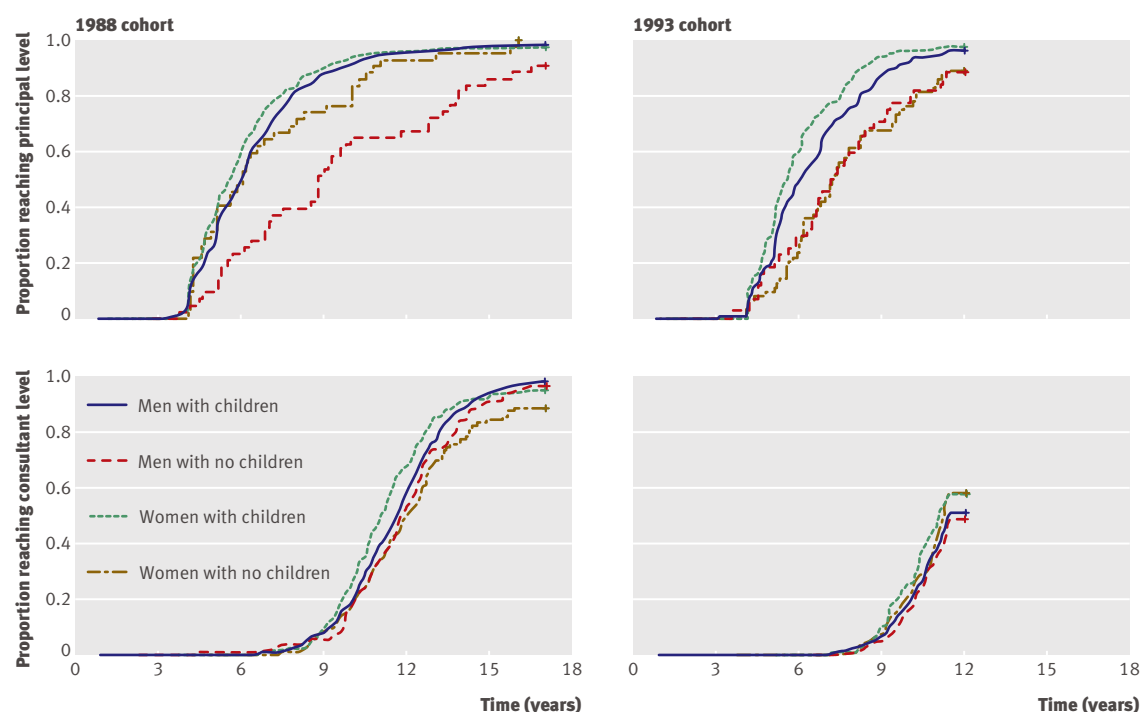 1988 cohort
1993 cohort
Proportion reaching principal level
1.0
0.8
0.6
0.4
0.2
0
Proportion reaching consultant level
1.0
0.8
0.6
0.4
0.2
0
Men with children
Men with no children
Women with children
Women with no children
0 3 6 9 12 15 18
0 3 6 9 12 15 18
Time (years)
Time (years)